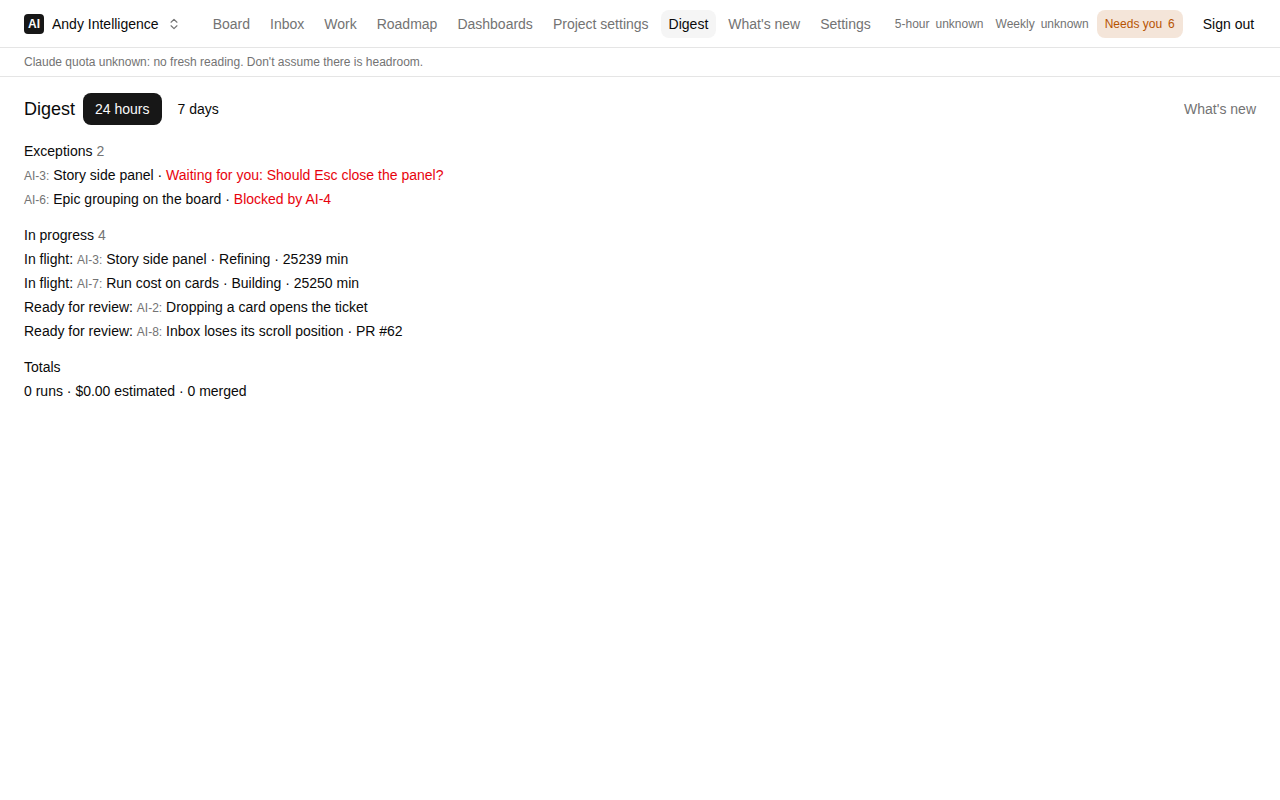 AI Andy Intelligence Board Inbox Work Roadmap Dashboards Project settings Digest What's new Settings 5-hour unknown Weekly unknown Needs you 6 Sign out
Claude quota unknown: no fresh reading. Don't assume there is headroom.
Digest 24 hours 7 days What's new
Exceptions 2
AI-3: Story side panel · Waiting for you: Should Esc close the panel?
AI-6: Epic grouping on the board · Blocked by AI-4
In progress 4
In flight: AI-3: Story side panel · Refining · 25239 min
In flight: AI-7: Run cost on cards · Building · 25250 min
Ready for review: AI-2: Dropping a card opens the ticket
Ready for review: AI-8: Inbox loses its scroll position · PR #62
Totals
0 runs · $0.00 estimated · 0 merged